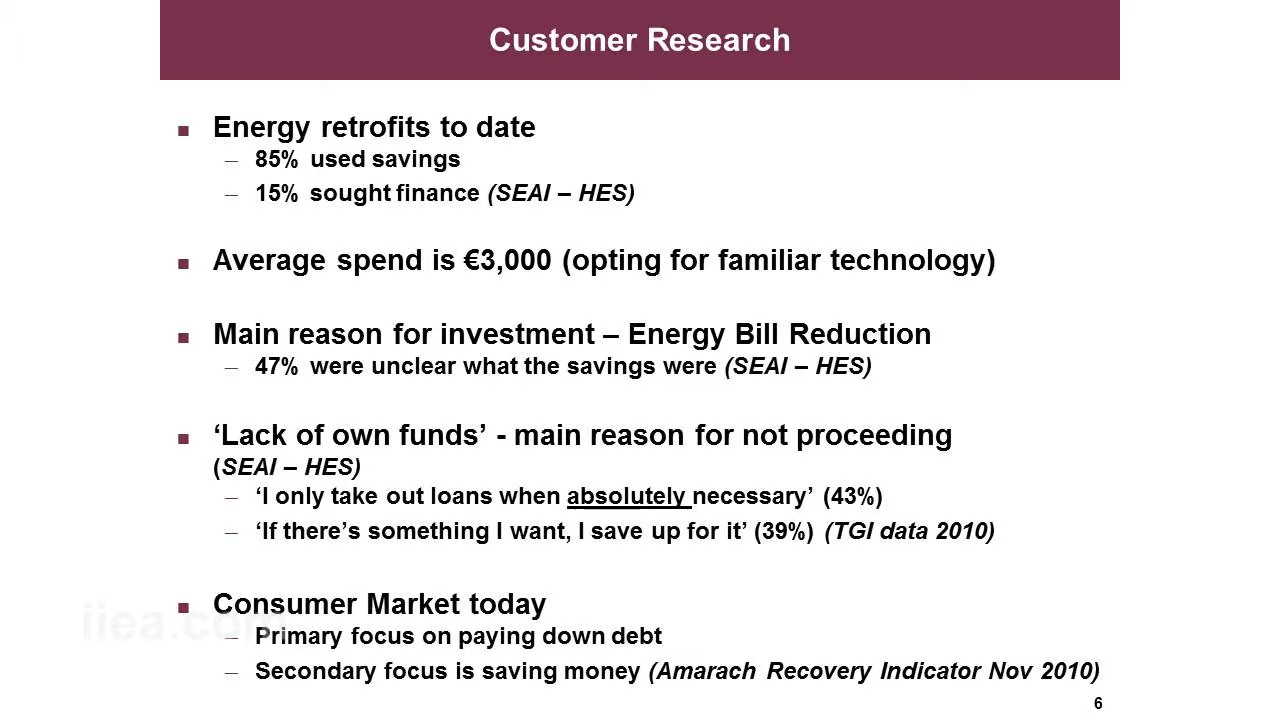 Customer Research
■ Energy retrofits to date
– 85% used savings
– 15% sought finance (SEAI – HES)
■ Average spend is €3,000 (opting for familiar technology)
■ Main reason for investment – Energy Bill Reduction
– 47% were unclear what the savings were (SEAI – HES)
■ ‘Lack of own funds’ - main reason for not proceeding
(SEAI – HES)
– ‘I only take out loans when absolutely necessary’ (43%)
– ‘If there’s something I want, I save up for it’ (39%) (TGI data 2010)
■ Consumer Market today
iiea.com
– Primary focus on paying down debt
– Secondary focus is saving money (Amarach Recovery Indicator Nov 2010)
6